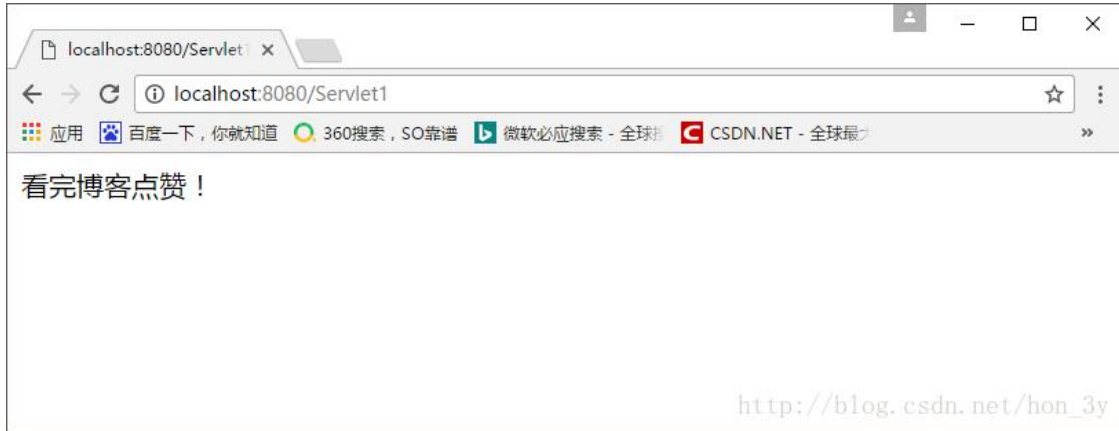 localhost:8080/Servlet1
localhost:8080/Servlet1
应用 百度一下，你就知道 360搜索，SO靠谱 微软必应搜索 - 全球 CSDN.NET - 全球最
看完博客点赞！
http://blog.csdn.net/hon_3y